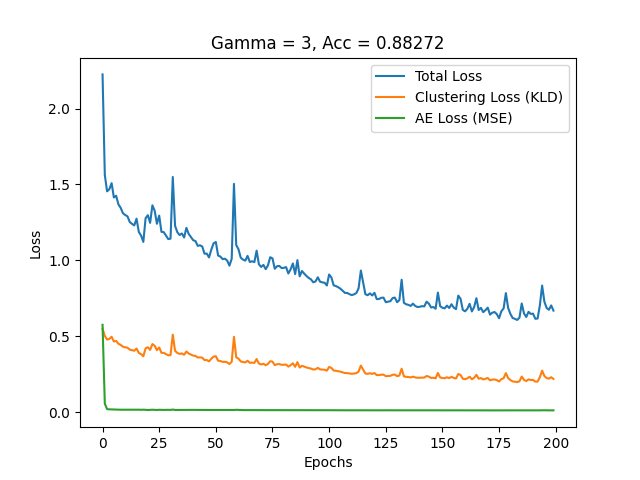 Gamma = 3, Acc = 0.88272
Total Loss
Clustering Loss (KLD)
AE Loss (MSE)
Loss
2.0
1.5
1.0
0.5
0.0
0 25 50 75 100 125 150 175 200
Epochs